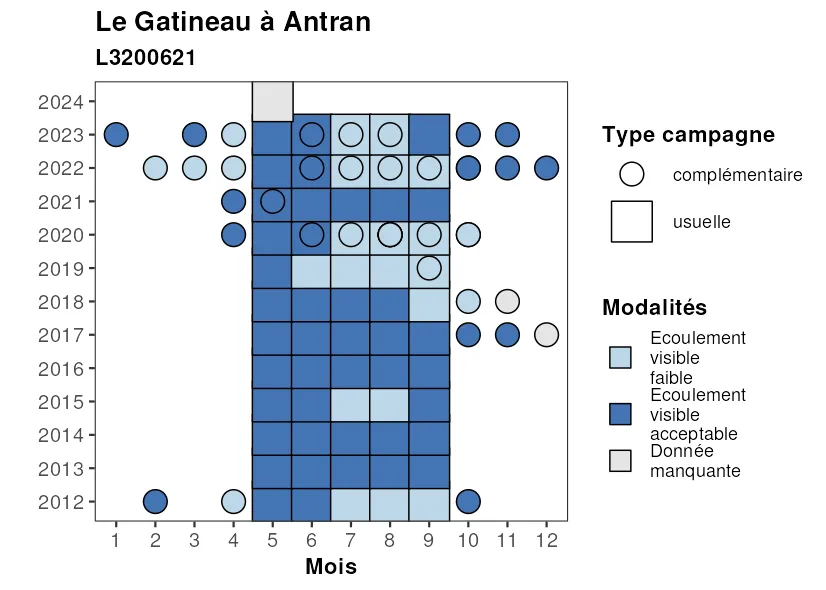 Le Gatineau à Antran
L3200621
2024
2023
2022
2021
2020
2019
2018
2017
2016
2015
2014
2013
2012
1 2 3 4 5 6 7 8 9 10 11 12
Mois
Type campagne
complémentaire
usuelle
Modalités
Ecoulement
visible
faible
Ecoulement
visible
acceptable
Donnée
manquante